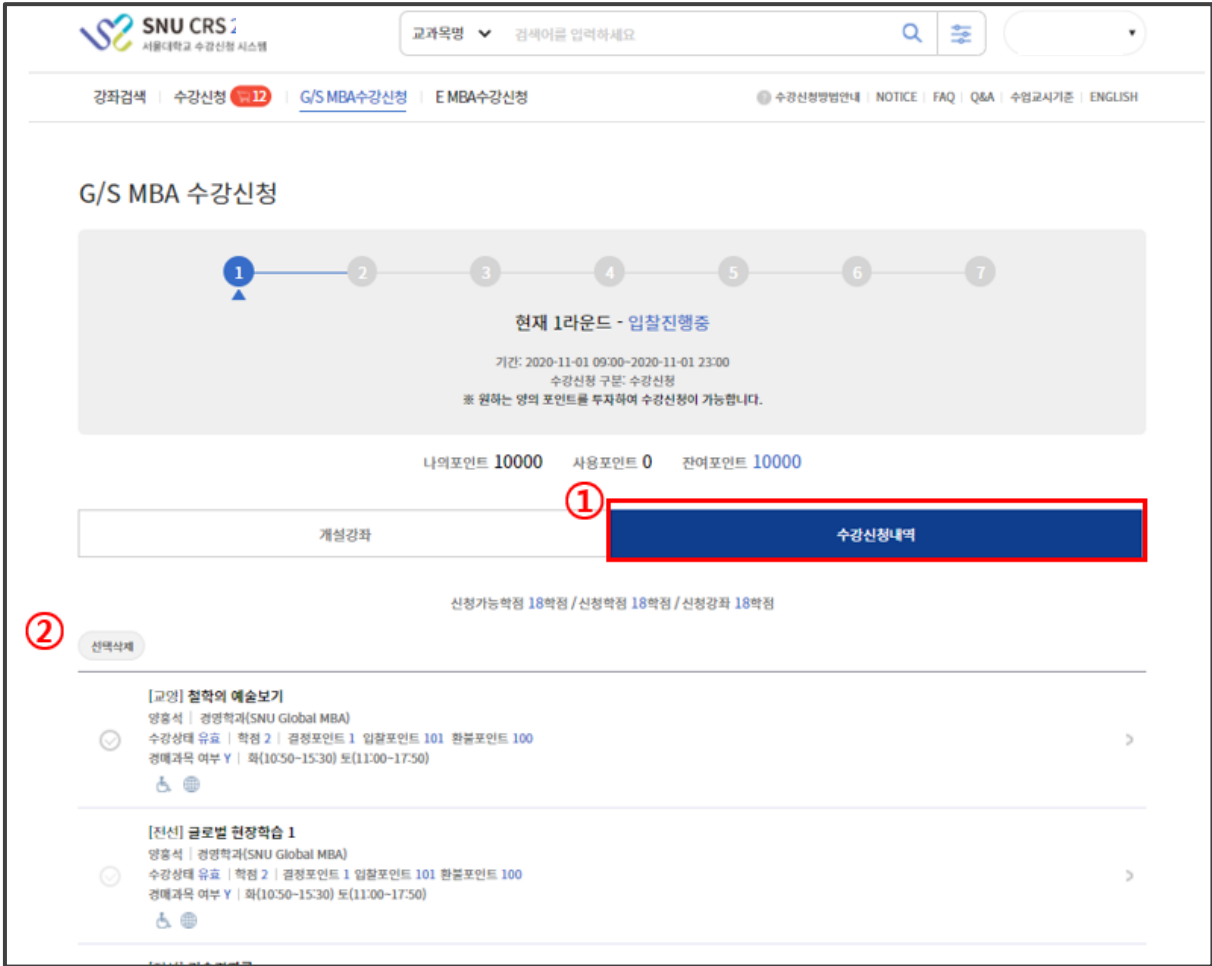 SNU CRS
서울대학교 수강신청 시스템
교과목명 검색어를 입력하세요
강좌검색 수강신청 12 G/S MBA수강신청 E MBA수강신청
수강신청방법안내 NOTICE FAQ Q&A 수업교시기준 ENGLISH
G/S MBA 수강신청
1 2 3 4 5 6 7
현재 1라운드 - 입찰진행중
기간: 2020-11-01 09:00~2020-11-01 23:00
수강신청 구분: 수강신청
※ 원하는 양의 포인트를 투자하여 수강신청이 가능합니다.
나의포인트 10000 사용포인트 0 잔여포인트 10000
①
개설강좌 수강신청내역
신청가능학점 18학점 / 신청학점 18학점 / 신청강좌 18학점
②
선택삭제
[교양] 철학의 예술보기
양홍석 | 경영학과(SNU Global MBA)
수강상태 유효 | 학점 2 | 결정포인트 1 입찰포인트 101 환불포인트 100
경매과목 여부 Y | 화(10:50~15:30) 토(11:00~17:50)
[전선] 글로벌 현장학습 1
양홍석 | 경영학과(SNU Global MBA)
수강상태 유효 | 학점 2 | 결정포인트 1 입찰포인트 101 환불포인트 100
경매과목 여부 Y | 화(10:50~15:30) 토(11:00~17:50)